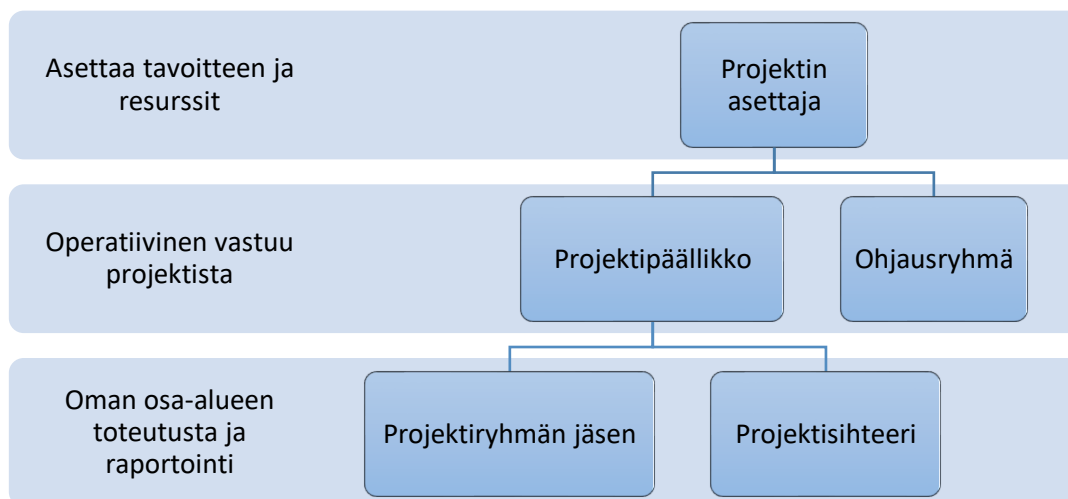 Asettaa tavoitteen ja
resurssit
Projektin
asettaja
Operatiivinen vastuu
projektista
Projektipäällikko
Ohjausryhmä
Oman osa-alueen
toteutusta ja
raportointi
Projektiryhmän jäsen
Projektisihteeri